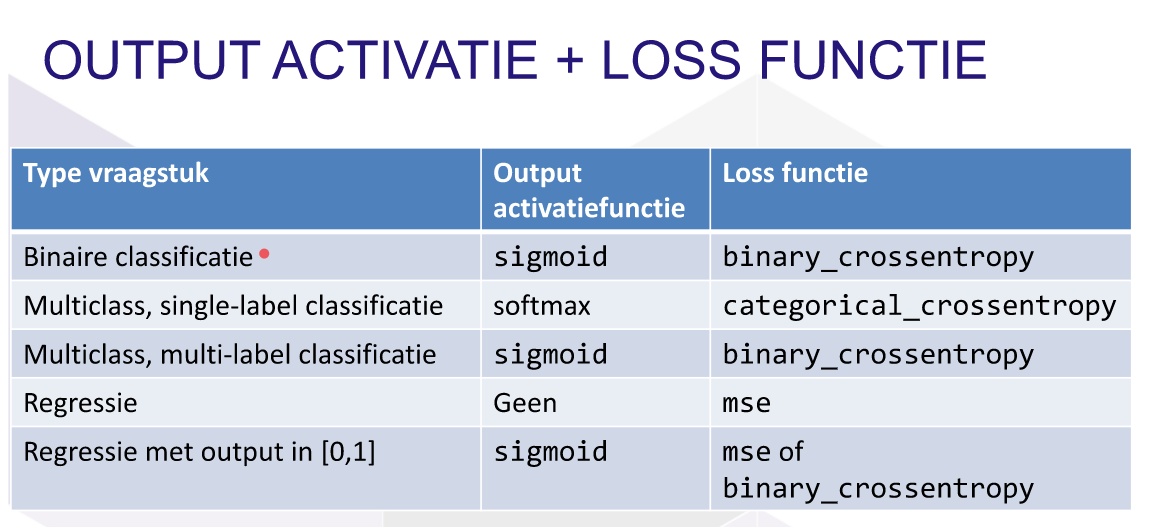 OUTPUT ACTIVATIE + LOSS FUNCTIE
Type vraagstuk Output activatiefunctie Loss functie
Binaire classificatie sigmoid binary_crossentropy
Multiclass, single-label classificatie softmax categorical_crossentropy
Multiclass, multi-label classificatie sigmoid binary_crossentropy
Regressie Geen mse
Regressie met output in [0,1] sigmoid mse of
binary_crossentropy